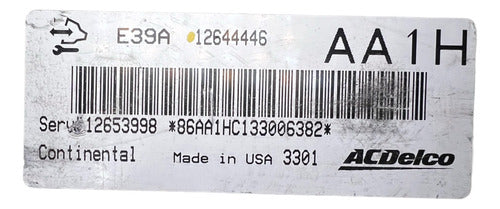 E39A 12644446 AA1H
Serv 12653998 *86AA1HC133006382*
Continental Made in USA 3301 ACDelco